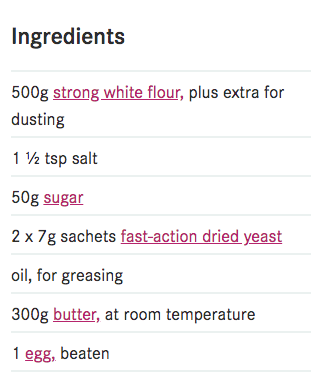 Ingredients
500g strong white flour, plus extra for
dusting
1 ½ tsp salt
50g sugar
2 x 7g sachets fast-action dried yeast
oil, for greasing
300g butter, at room temperature
1 egg, beaten